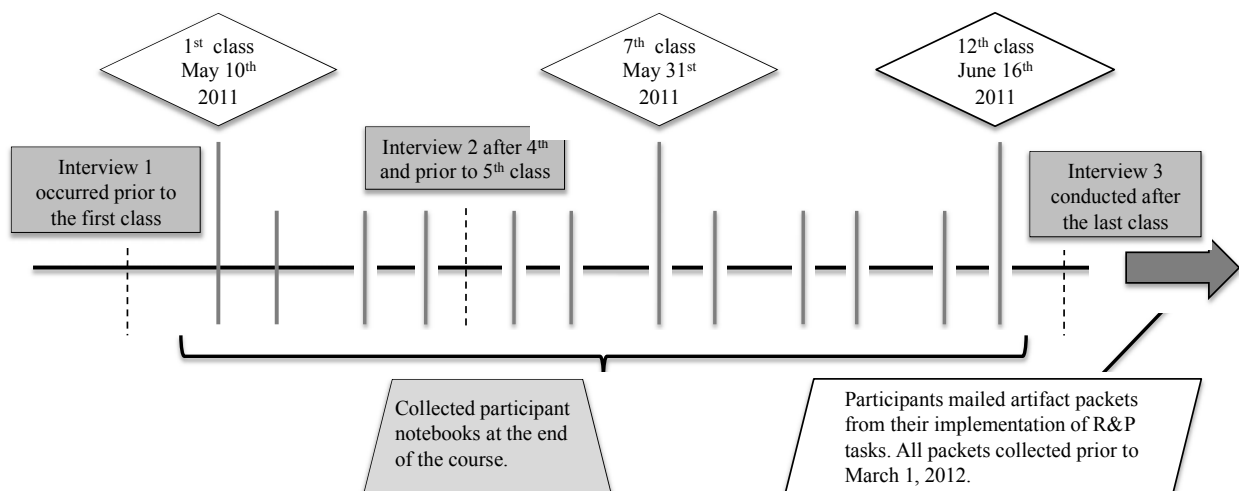 1st class
May 10th
2011
7th class
May 31st
2011
12th class
June 16th
2011
Interview 1
occurred prior to
the first class
Interview 2 after 4th
and prior to 5th class
Interview 3
conducted after
the last class
Collected participant
notebooks at the end
of the course.
Participants mailed artifact packets
from their implementation of R&P
tasks. All packets collected prior to
March 1, 2012.